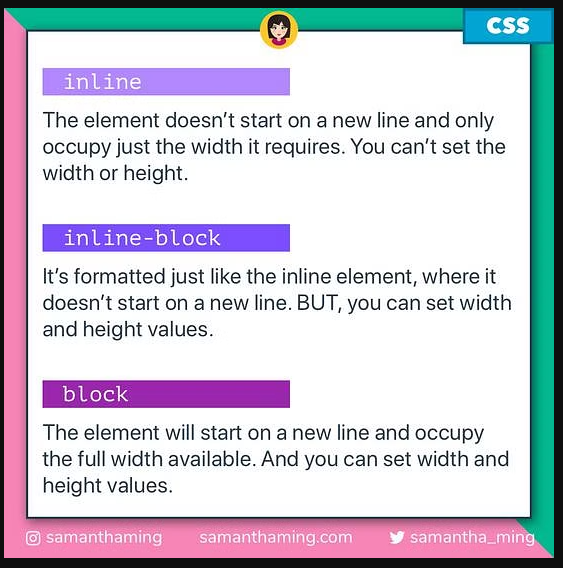 CSS
inline
The element doesn’t start on a new line and only
occupy just the width it requires. You can’t set the
width or height.
inline-block
It’s formatted just like the inline element, where it
doesn’t start on a new line. BUT, you can set width
and height values.
block
The element will start on a new line and occupy
the full width available. And you can set width and
height values.
samanthaming samanthaming.com samantha_ming